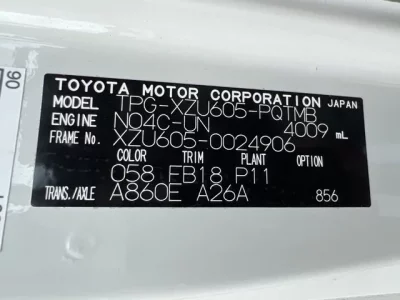 TOYOTA MOTOR CORPORATION JAPAN
MODEL TPG-XZU605-PQTMB
ENGINE N04C-UN 4009 mL
FRAME No. XZU605-0024906
COLOR TRIM PLANT OPTION
058 FB18 P11
TRANS./AXLE A860E A26A 856
06